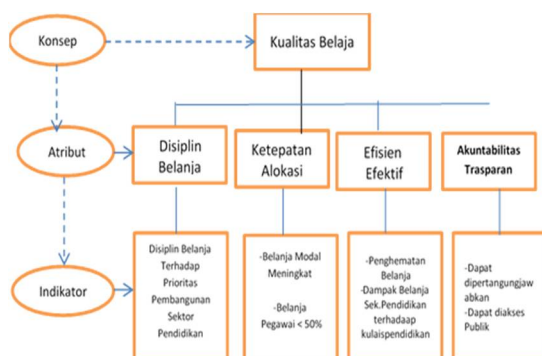 Konsep
Kualitas Belaja
Atribut
Disiplin
Belanja
Ketepatan
Alokasi
Efisien
Efektif
Akuntabilitas
Trasparan
Indikator
Disiplin Belanja
Terhadap
Prioritas
Pembangunan
Sektor
Pendidikan
-Belanja Modal
Meningkat
-Belanja
Pegawai < 50%
-Penghematan
Belanja
-Dampak Belanja
Sek.Pendidikan
terhadaap
kulaispendidikan
-Dapat
dipertangungjaw
abkan
-Dapat diakses
Publik